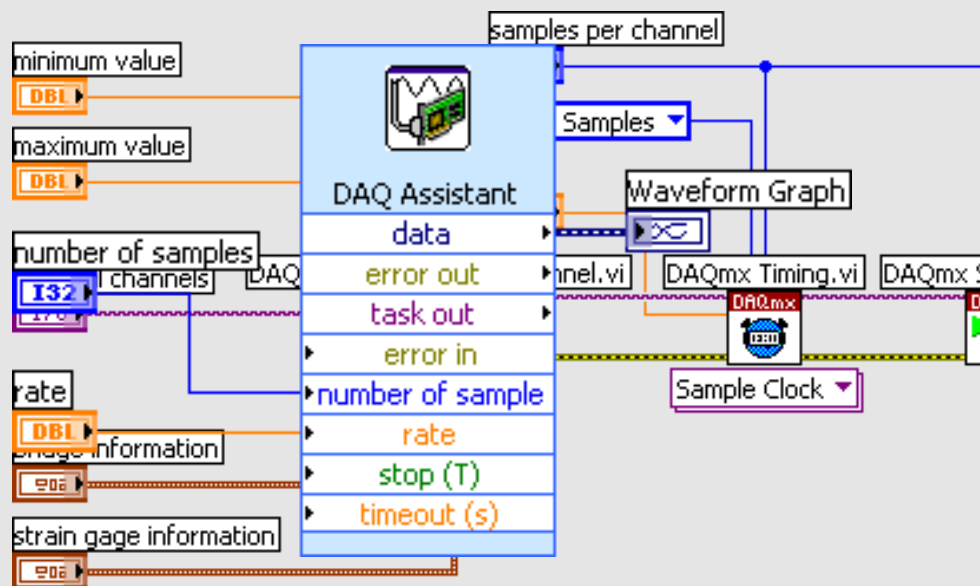 samples per channel
minimum value
DBL
maximum value
DBL
Samples
DAQ Assistant
Waveform Graph
data
number of samples
error out
channels
DAQ
nnel.vi
DAQmx Timing.vi
DAQmx S
I32
I/O
task out
DAQmx
error in
number of sample
Sample Clock
rate
DBL
rate
information
stop (T)
timeout (s)
strain gage information